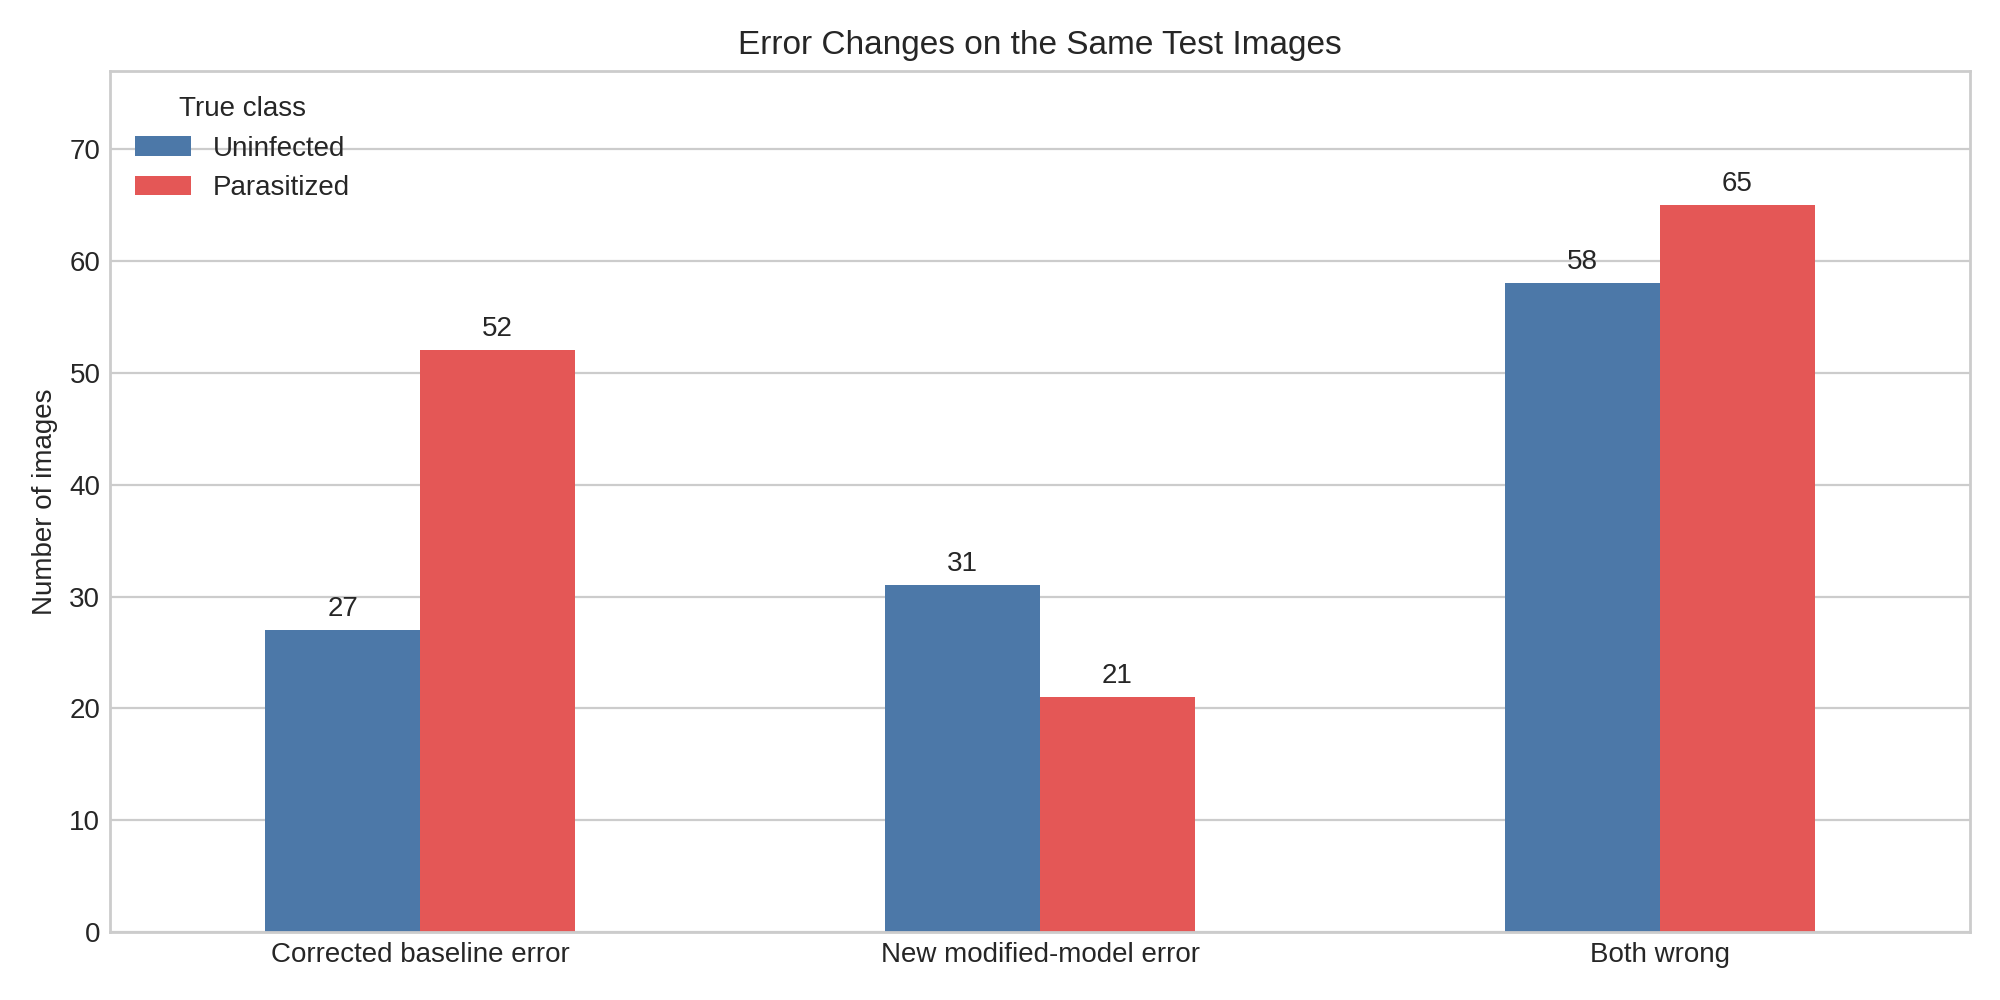 Error Changes on the Same Test Images
True class
Uninfected
Parasitized
Number of images
70
60
50
40
30
20
10
0
27
52
31
21
58
65
Corrected baseline error
New modified-model error
Both wrong